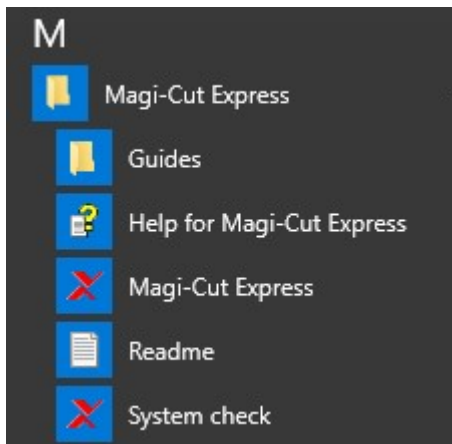 M
Magi-Cut Express
Guides
Help for Magi-Cut Express
Magi-Cut Express
Readme
System check